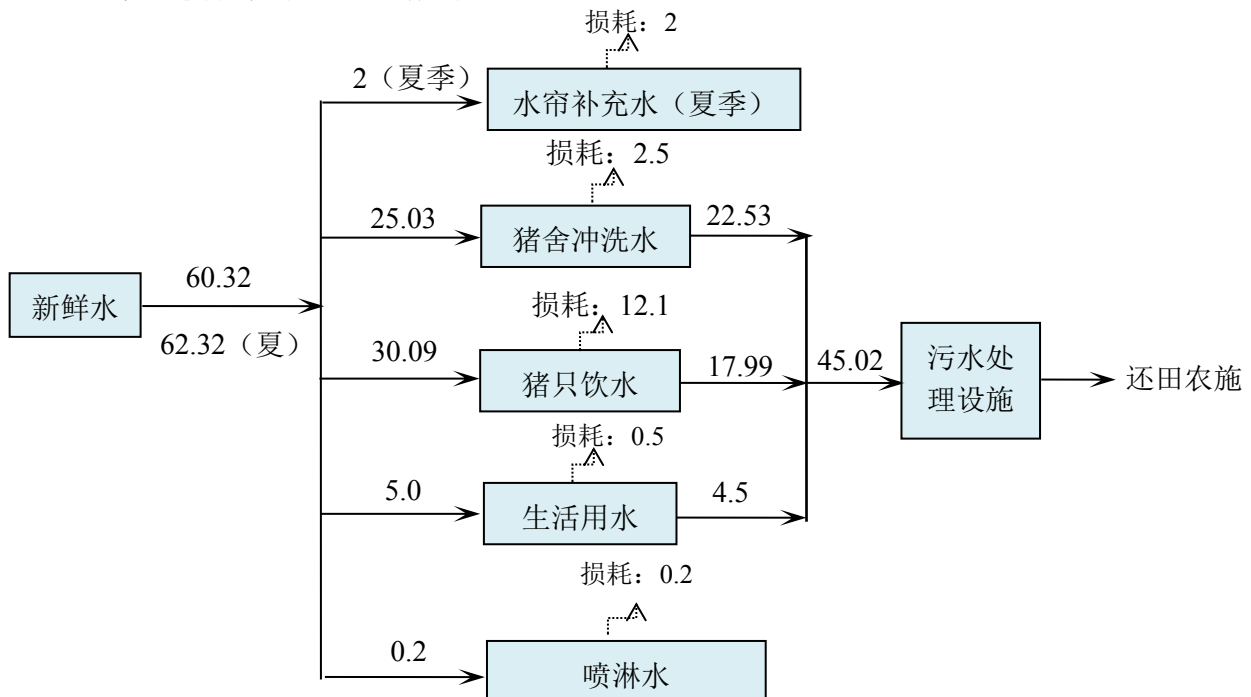 损耗：2
2（夏季）
水帘补充水（夏季）
损耗：2.5
25.03
猪舍冲洗水
22.53
新鲜水
60.32
62.32（夏）
损耗：12.1
30.09
猪只饮水
17.99
45.02
污水处
理设施
还田农施
损耗：0.5
5.0
生活用水
4.5
损耗：0.2
0.2
喷淋水